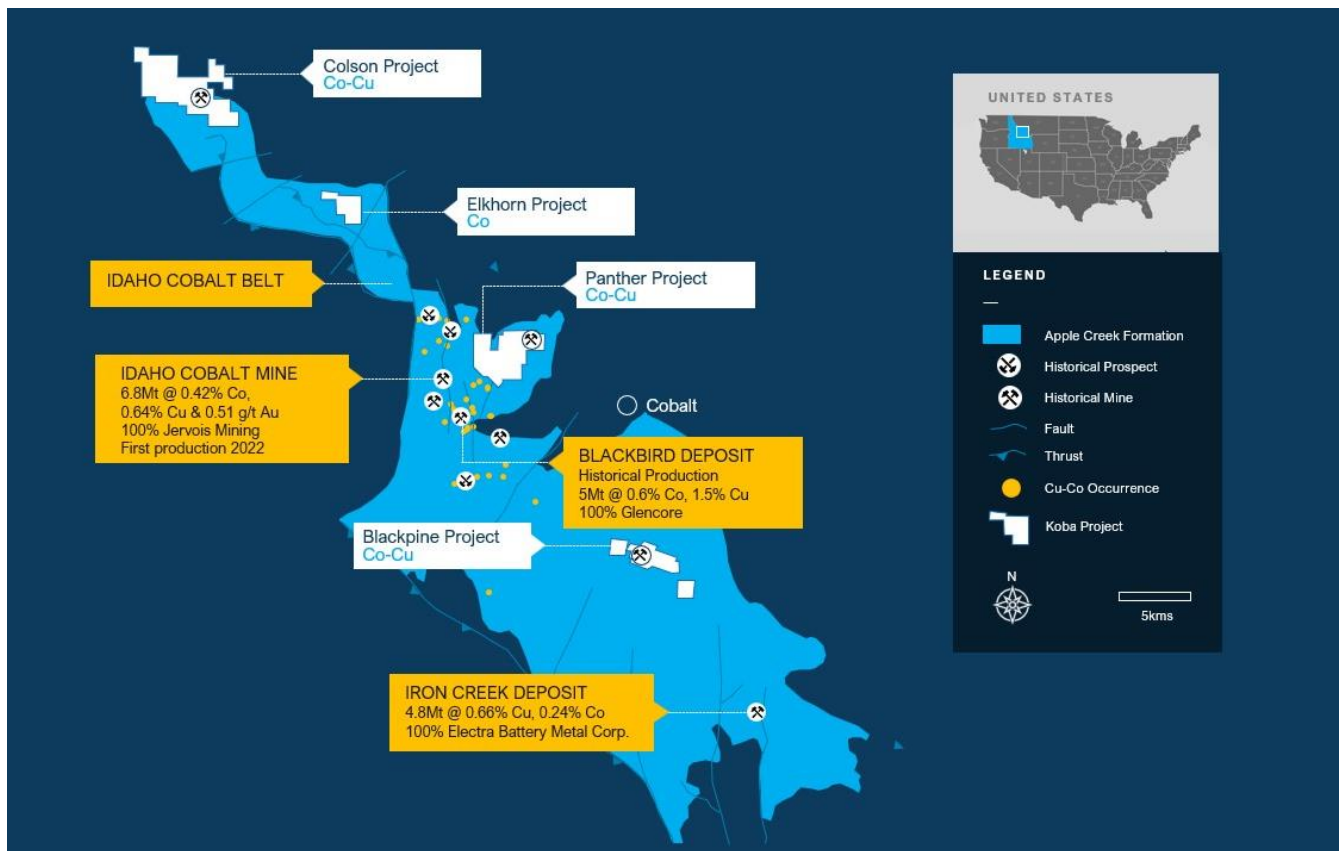 Colson Project
Co-Cu
Elkhorn Project
Co
IDAHO COBALT BELT
Panther Project
Co-Cu
IDAHO COBALT MINE
6.8Mt @ 0.42% Co,
0.64% Cu & 0.51 g/t Au
100% Jervois Mining
First production 2022
Cobalt
BLACKBIRD DEPOSIT
Historical Production
5Mt @ 0.6% Co, 1.5% Cu
100% Glencore
Blackpine Project
Co-Cu
IRON CREEK DEPOSIT
4.8Mt @ 0.66% Cu, 0.24% Co
100% Electra Battery Metal Corp.
UNITED STATES
LEGEND
Apple Creek Formation
Historical Prospect
Historical Mine
Fault
Thrust
Cu-Co Occurrence
Koba Project
N
5kms